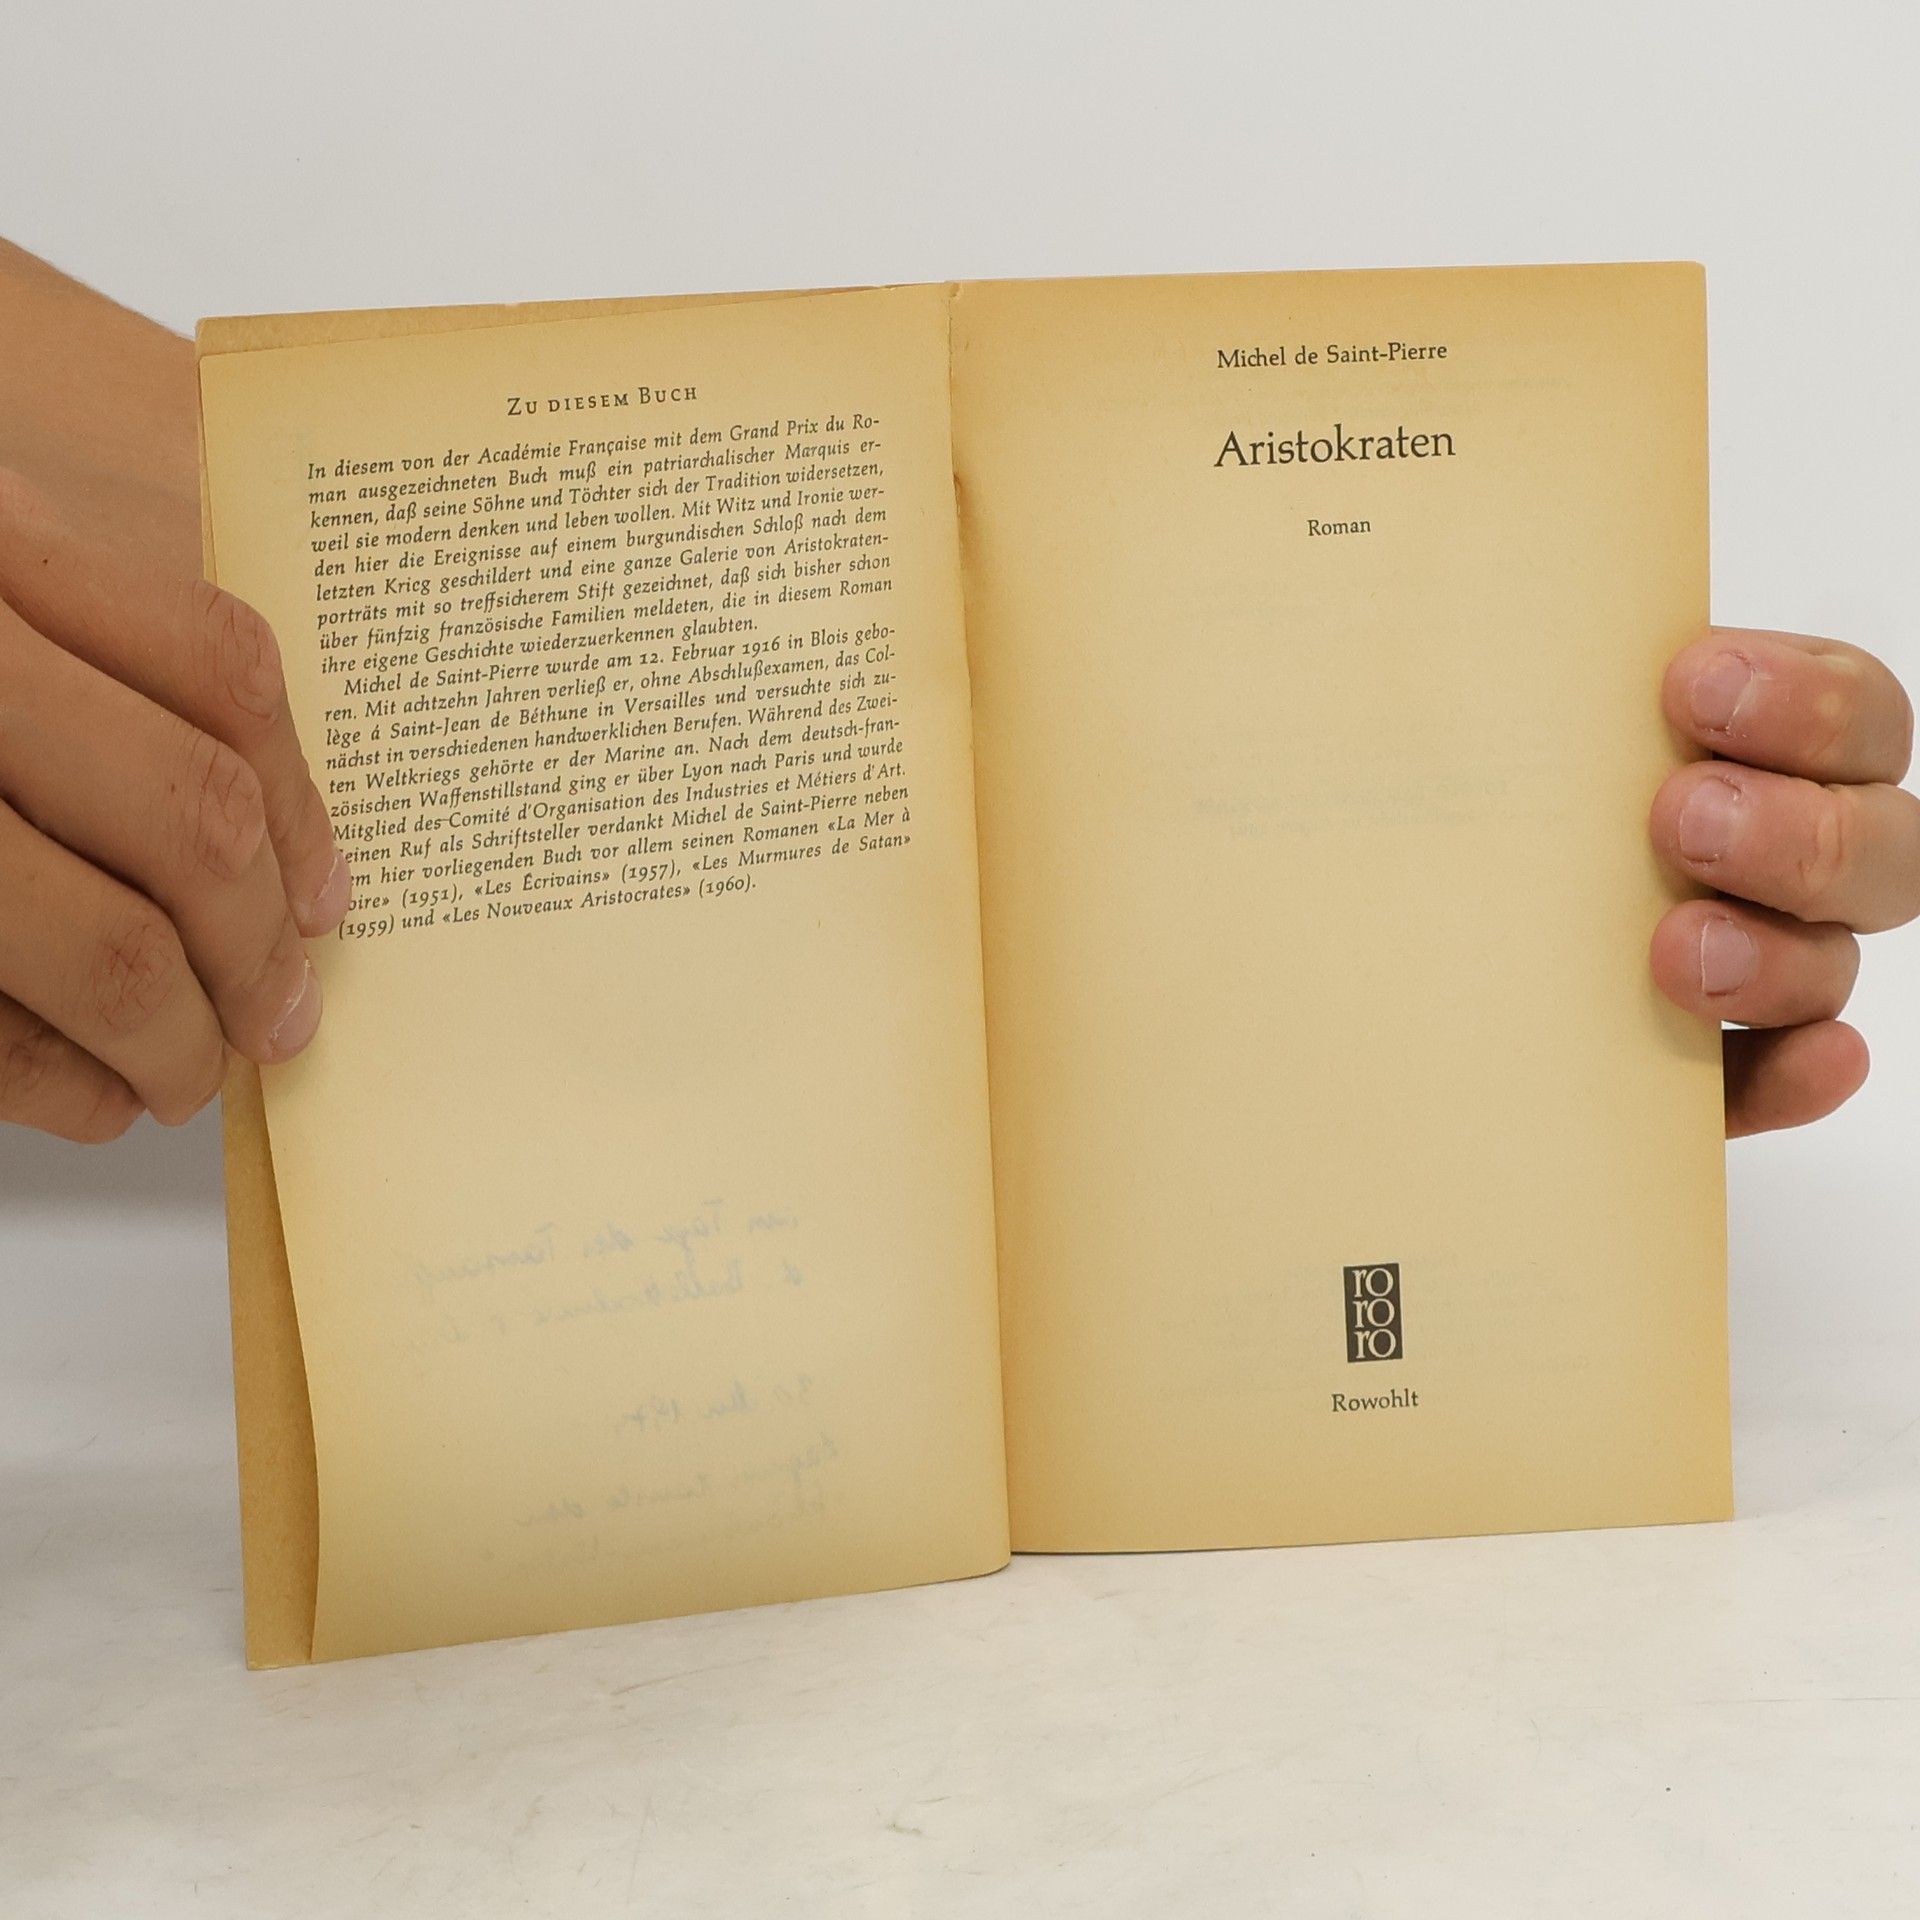 ZU DIESEM BUCH
In diesem von der Académie Française mit dem Grand Prix du Ro-
man ausgezeichneten Buch muß ein patriarchalischer Marquis er-
kennen, daß seine Söhne und Töchter sich der Tradition widersetzen,
weil sie modern denken und leben wollen. Mit Witz und Ironie wer-
den hier die Ereignisse auf einem burgundischen Schloß nach dem
letzten Krieg geschildert und eine ganze Galerie von Aristokraten-
porträts mit so treffsicherem Stift gezeichnet, daß sich bisher schon
über fünfzig französische Familien meldeten, die in diesem Roman
ihre eigene Geschichte wiederzuerkennen glaubten.
Michel de Saint-Pierre wurde am 12. Februar 1916 in Blois gebo-
ren. Mit achtzehn Jahren verließ er, ohne Abschlußexamen, das Col-
lège á Saint-Jean de Béthune in Versailles und versuchte sich zu-
nächst in verschiedenen handwerklichen Berufen. Während des Zwei-
ten Weltkriegs gehörte er der Marine an. Nach dem deutsch-fran-
zösischen Waffenstillstand ging er über Lyon nach Paris und wurde
Mitglied des Comité d'Organisation des Industries et Métiers d'Art.
einen Ruf als Schriftsteller verdankt Michel de Saint-Pierre neben
em hier vorliegenden Buch vor allem seinen Romanen «La Mer à
oire» (1951), «Les Écrivains» (1957), «Les Murmures de Satan»
(1959) und «Les Nouveaux Aristocrates» (1960).
Michel de Saint-Pierre
Aristokraten
Roman
ro
ro
ro
Rowohlt